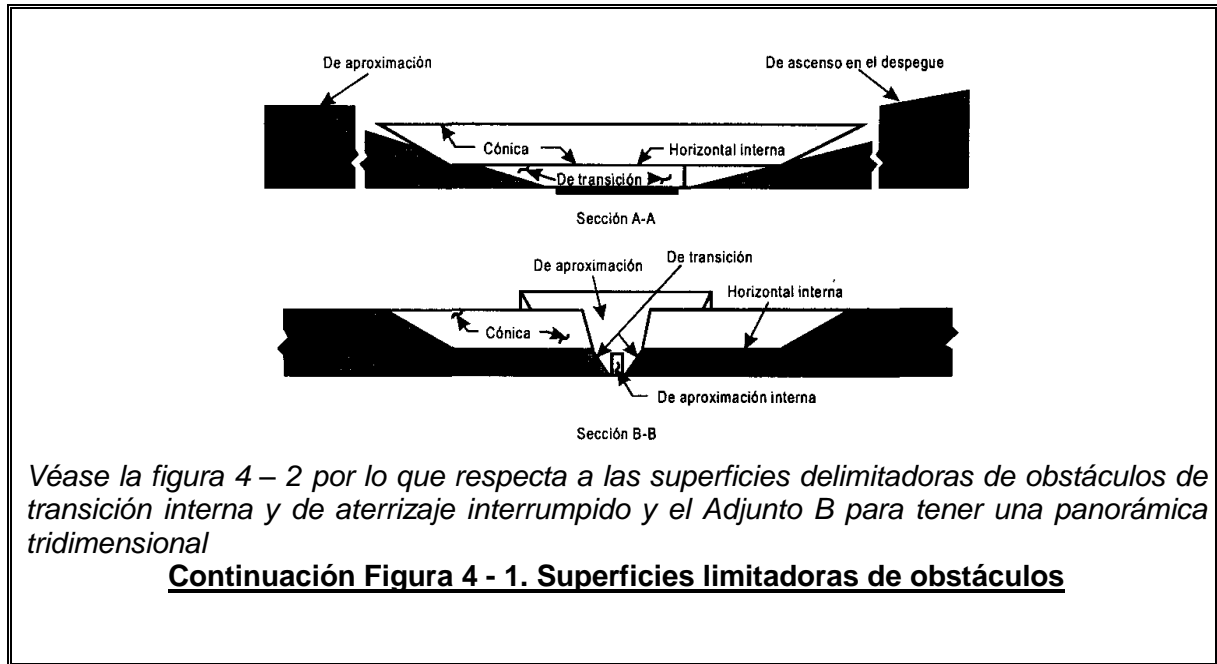 De aproximación
De ascenso en el despegue
Cónica
Horizontal interna
De transición
Sección A-A
De aproximación
De transición
Horizontal interna
Cónica
De aproximación interna
Sección B-B
Véase la figura 4 – 2 por lo que respecta a las superficies delimitadoras de obstáculos de
transición interna y de aterrizaje interrumpido y el Adjunto B para tener una panorámica
tridimensional
Continuación Figura 4 - 1. Superficies limitadoras de obstáculos